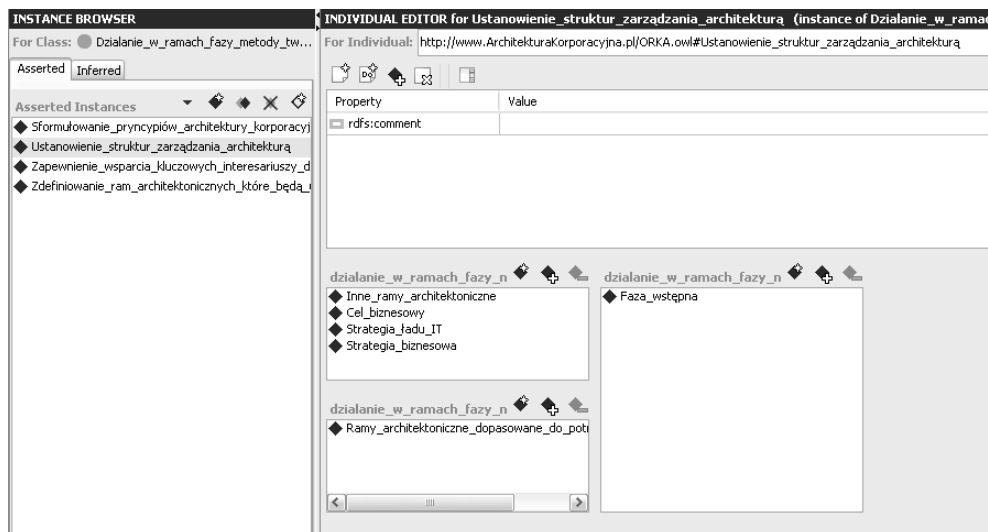 INSTANCE BROWSER
For Class: Dzialanie_w_ramach_fazy_metody_tw...
Asserted Inferred
Asserted Instances
Sformułowanie_pryncypiów_architektury_korporacyj
Ustanowienie_struktur_zarządzania_architekturą
Zapewnienie_wsparcia_kluczowych_interesariuszy_d
Zdefiniowanie_ram_architektonicznych_które_będą_
INDIVIDUAL EDITOR for Ustanowienie_struktur_zarządzania_architekturą (instance of Dzialanie_w_ramac
For Individual: http://www.ArchitekturaKorporacyjna.pl/ORKA.owl#Ustanowienie_struktur_zarządzania_architekturą
Property Value
rdfs:comment
dzialanie_w_ramach_fazy_n
Inne_ramy_architektoniczne
Cel_biznesowy
Strategia_ładu_IT
Strategia_biznesowa
dzialanie_w_ramach_fazy_n
Ramy_architektoniczne_dopasowane_do_potr
dzialanie_w_ramach_fazy_n
Faza_wstępna